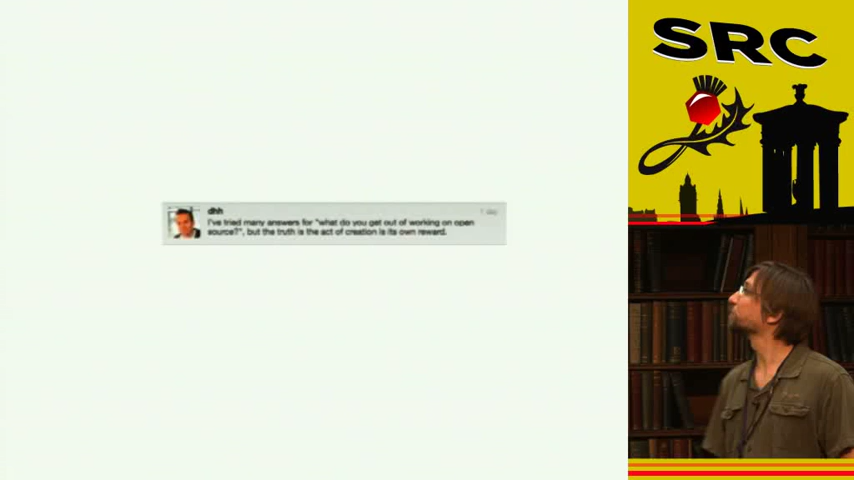 SRC
dhh
I've tried many answers for "what do you get out of working on open
source?", but the truth is the act of creation is its own reward.